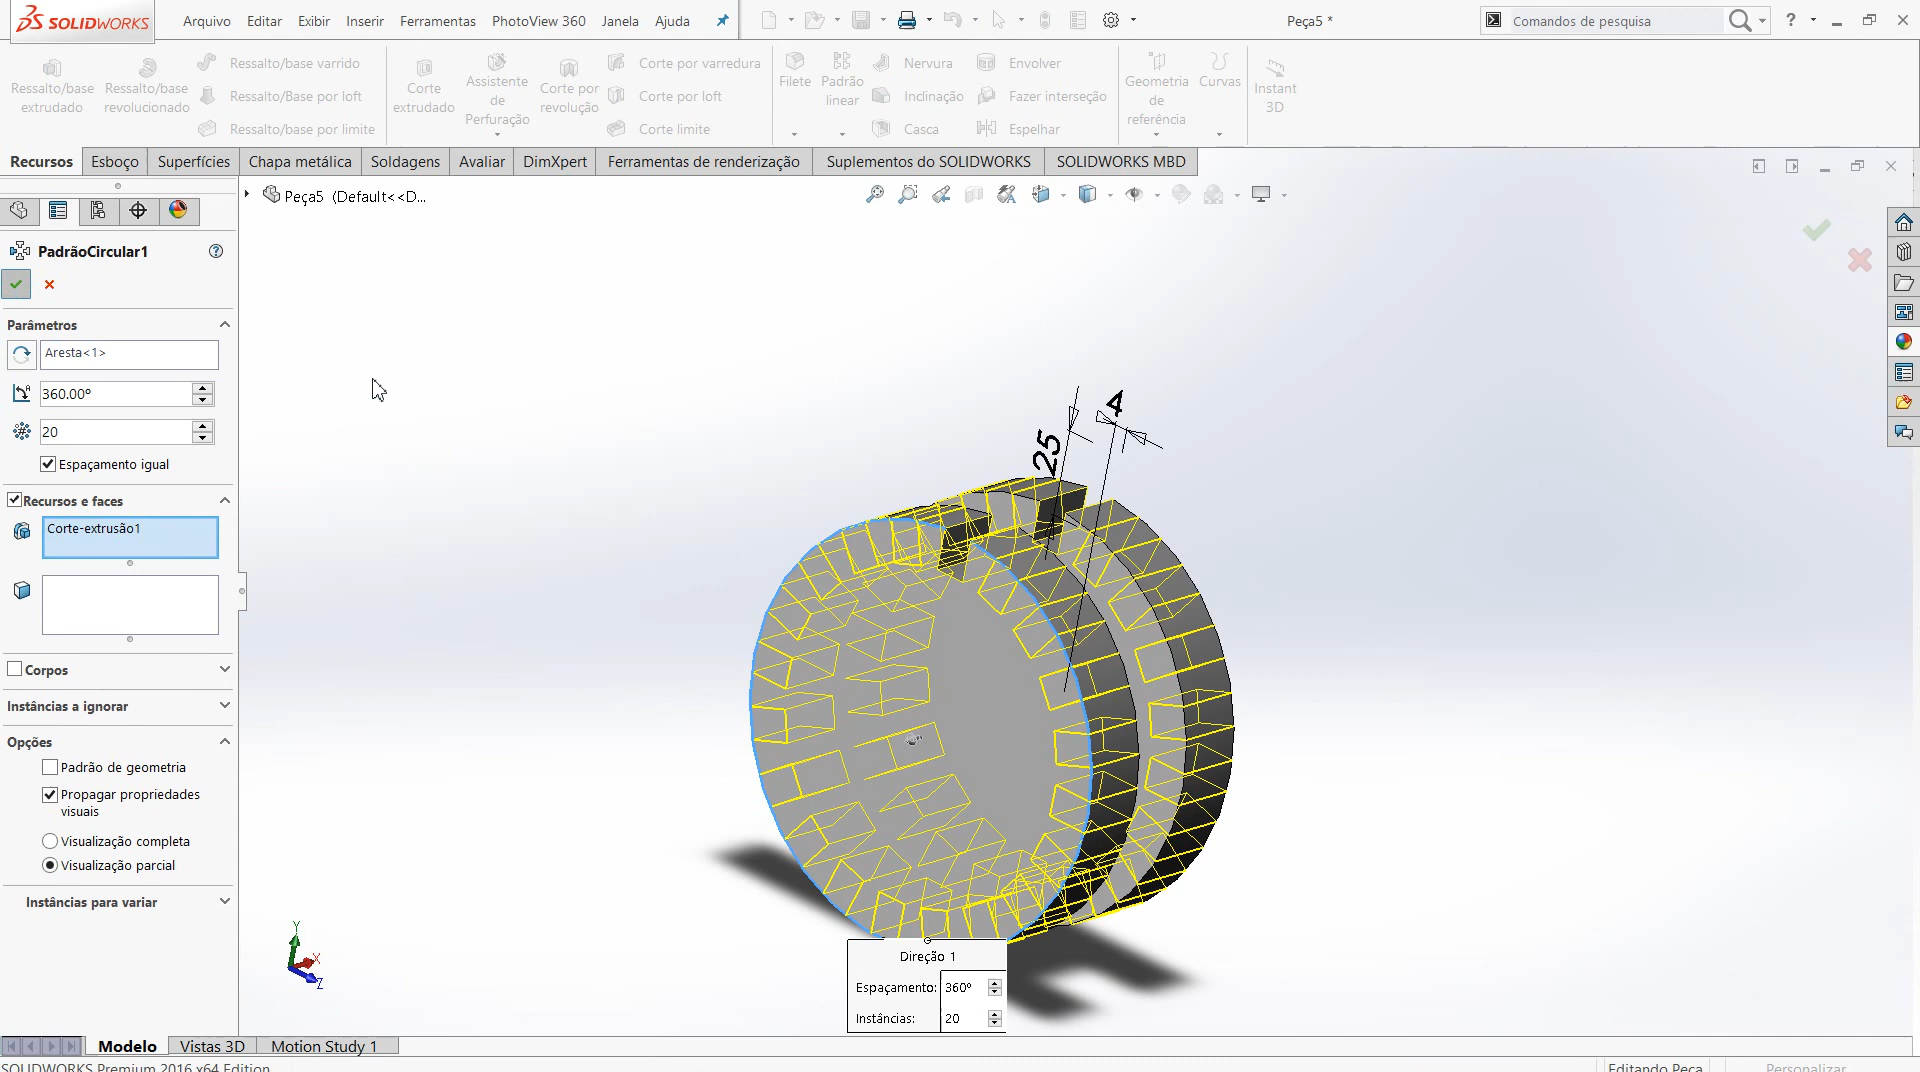 SOLIDWORKS
Arquivo Editar Exibir Inserir Ferramentas PhotoView 360 Janela Ajuda
Peça5 *
Comandos de pesquisa
?
Ressalto/base extrudado
Ressalto/base revolucionado
Ressalto/base varrido
Ressalto/Base por loft
Ressalto/base por limite
Corte extrudado
Assistente de Perfuração
Corte por revolução
Corte por varredura
Corte por loft
Corte limite
Filete
Padrão linear
Nervura
Inclinação
Casca
Envolver
Fazer interseção
Espelhar
Geometria de referência
Curvas
Instant 3D
Recursos Esboço Superfícies Chapa metálica Soldagens Avaliar DimXpert Ferramentas de renderização Suplementos do SOLIDWORKS SOLIDWORKS MBD
Peça5 (Default<<D...
PadrãoCircular1
Parâmetros
Aresta<1>
360.00º
20
Espaçamento igual
Recursos e faces
Corte-extrusão1
Corpos
Instâncias a ignorar
Opções
Padrão de geometria
Propagar propriedades
visuais
Visualização completa
Visualização parcial
Instâncias para variar
4
25
Y
X
Z
Direção 1
Espaçamento: 360º
Instâncias: 20
Modelo Vistas 3D Motion Study 1
SOLIDWORKS Premium 2016 x64 Edition
Editando Peça
Personalizar